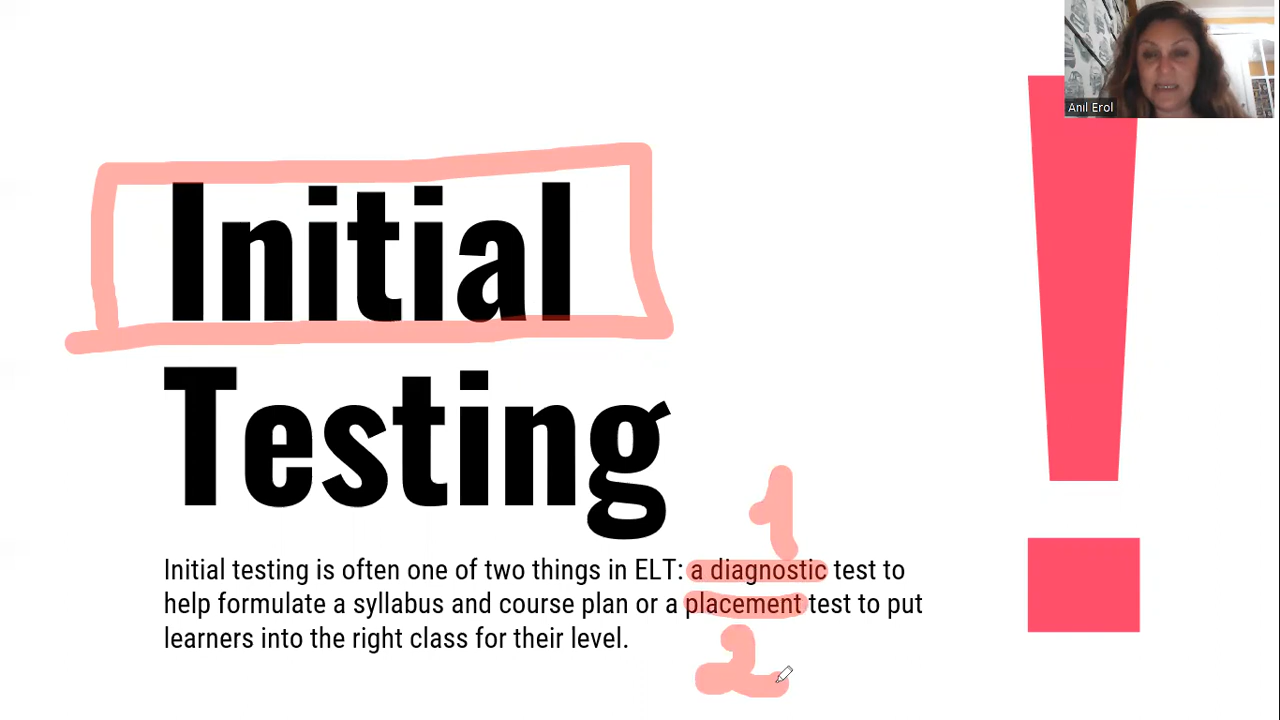 Anıl Erol
Initial
Testing
1
Initial testing is often one of two things in ELT: a diagnostic test to
help formulate a syllabus and course plan or a placement test to put
learners into the right class for their level.
2